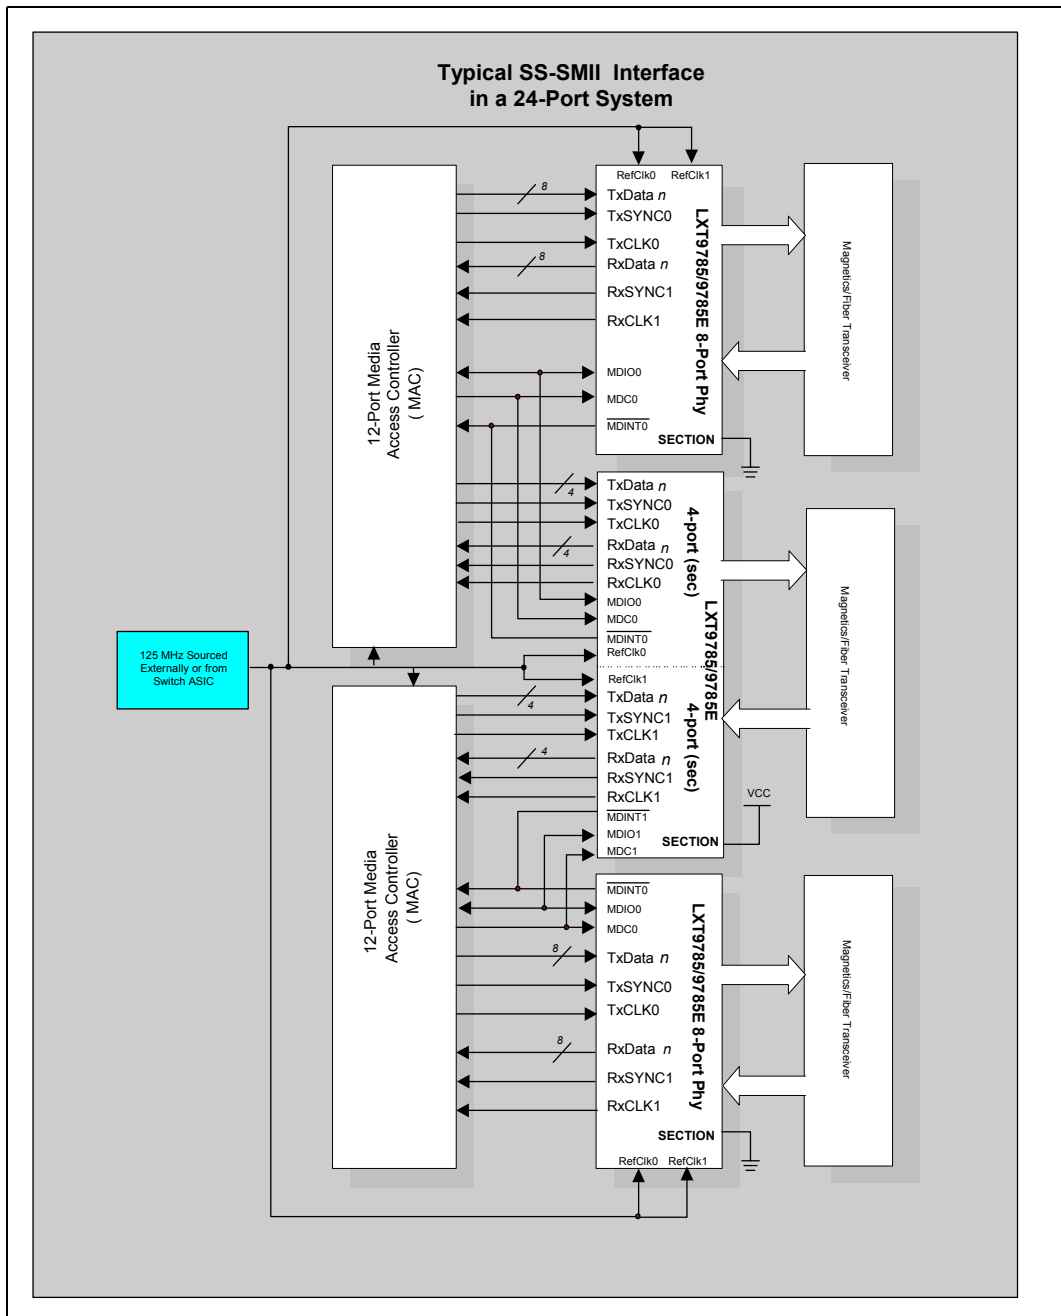 Typical SS-SMII Interface
in a 24-Port System
12-Port Media
Access Controller
( MAC)
8
8
4
4
RefClk0 RefClk1
TxData n
TxSYNC0
TxCLK0
RxData n
RxSYNC1
RxCLK1
MDIO0
MDC0
MDINT0
SECTION
LXT9785/9785E 8-Port Phy
Magnetics/Fiber Transceiver
TxData n
TxSYNC0
TxCLK0
RxData n
RxSYNC0
RxCLK0
MDIO0
MDC0
MDINT0
RefClk0
4-port (sec)
LXT9785/9785E
Magnetics/Fiber Transceiver
125 MHz Sourced
Externally or from
Switch ASIC
12-Port Media
Access Controller
( MAC)
4
4
8
8
RefClk1
TxData n
TxSYNC1
TxCLK1
RxData n
RxSYNC1
RxCLK1
MDINT1
MDIO1
MDC1
4-port (sec)
SECTION
VCC
MDINT0
MDIO0
MDC0
TxData n
TxSYNC0
TxCLK0
RxData n
RxSYNC1
RxCLK1
SECTION
RefClk0 RefClk1
LXT9785/9785E 8-Port Phy
Magnetics/Fiber Transceiver